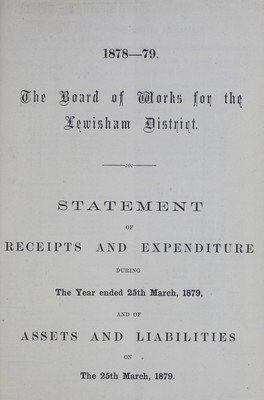 1878—79.
The Board of Works for the
Lewisham District.
STATEMENT
OF
RECEIPTS AND EXPENDITURE
DURING
The Year ended 25th March, 1879,
AND OF
ASSETS AND LIABILITIES
ON
The 25th March, 1879.